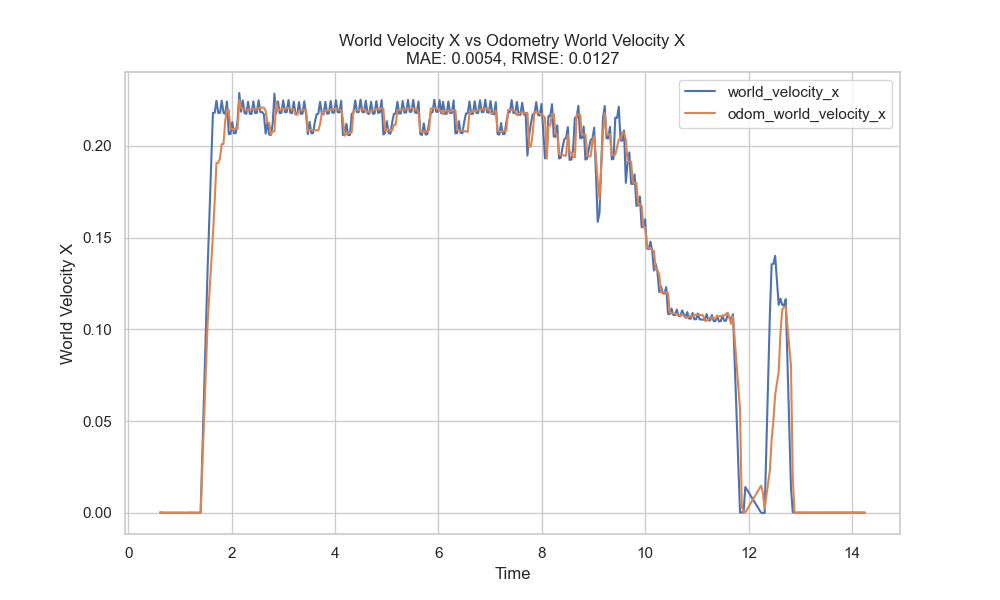 World Velocity X vs Odometry World Velocity X
MAE: 0.0054, RMSE: 0.0127
world_velocity_x
odom_world_velocity_x
World Velocity X
0.20
0.15
0.10
0.05
0.00
0 2 4 6 8 10 12 14
Time